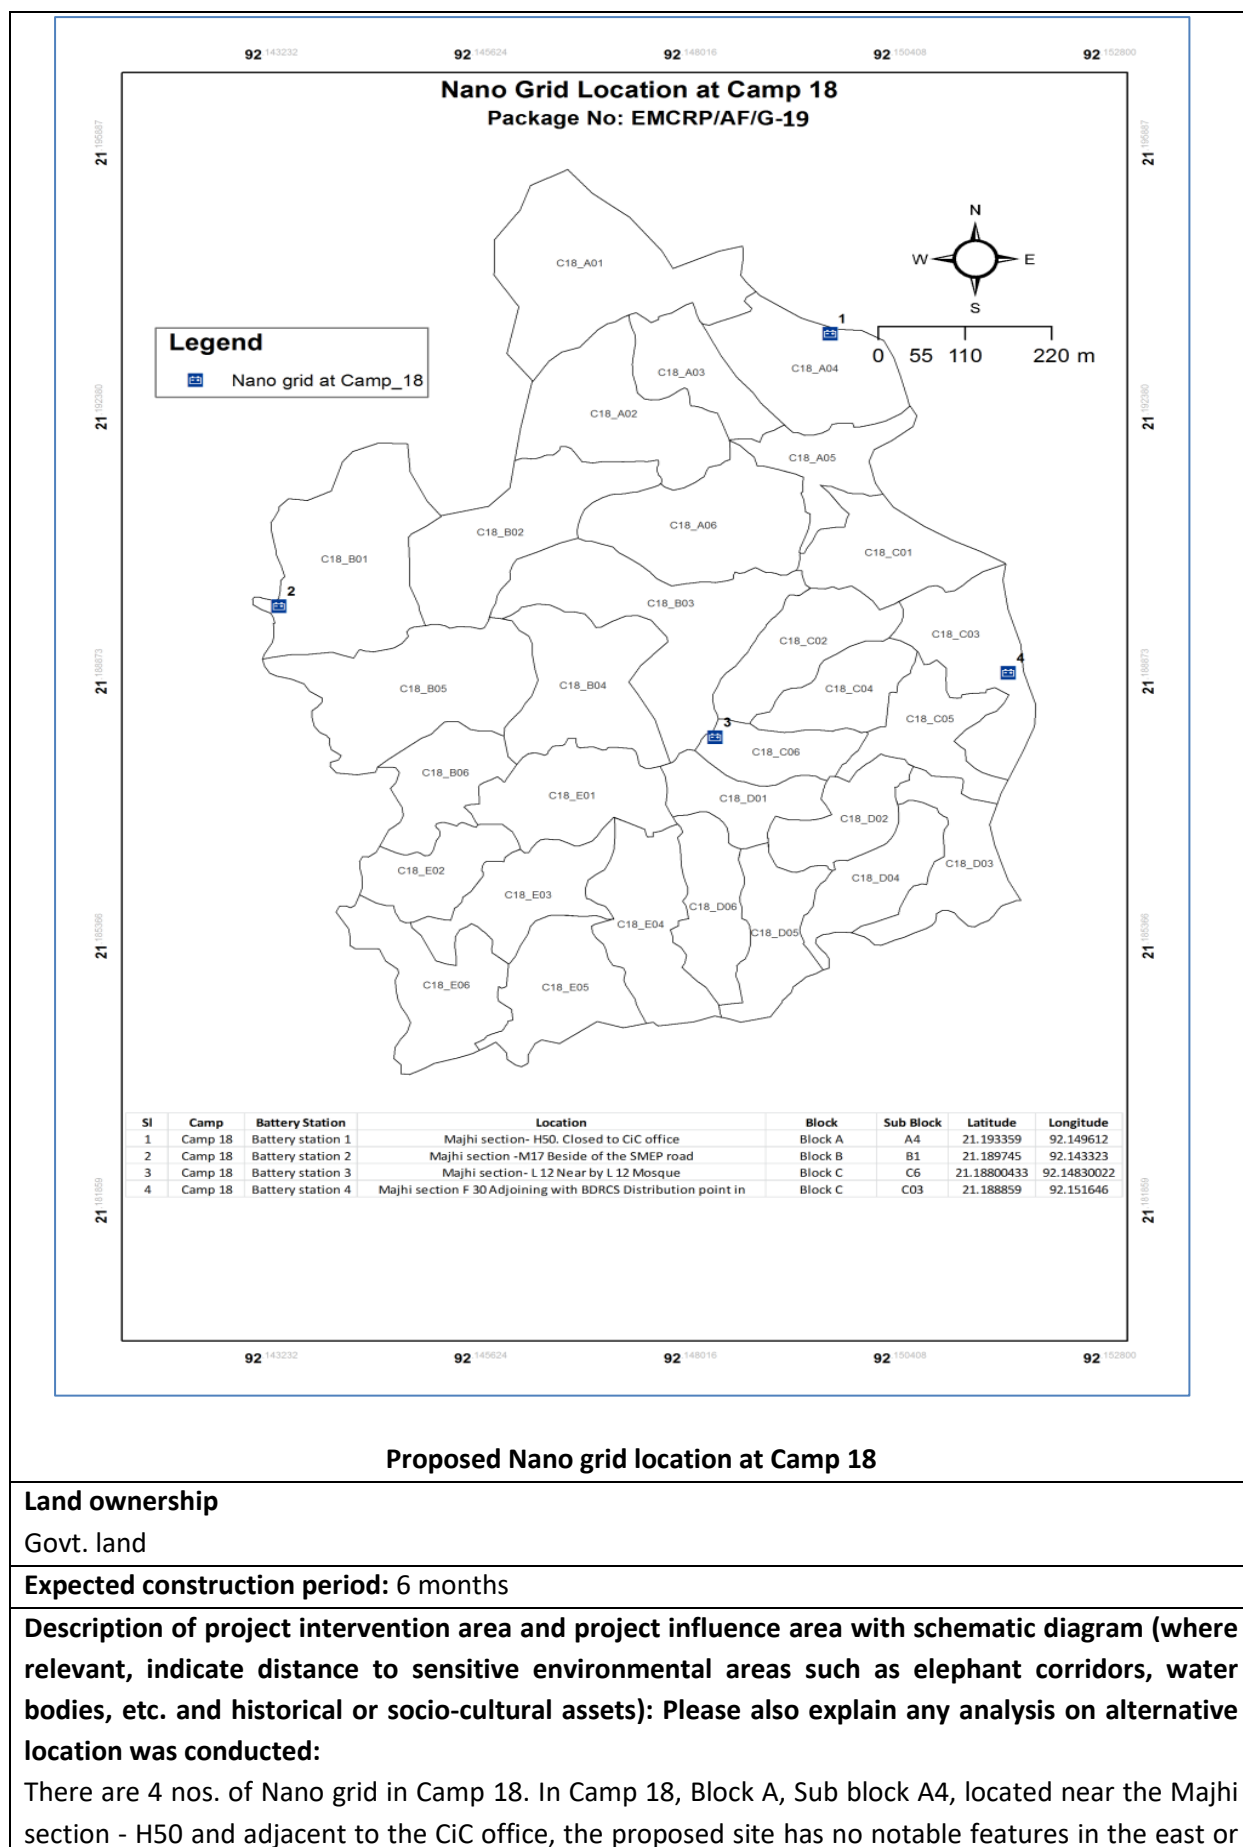 92 143232 92 145624 92 148016 92 150408 92 152800
Nano Grid Location at Camp 18
Package No: EMCRP/AF/G-19
21 195887
21 195887
N
W E
S
C18_A01
1
0 55 110 220 m
Legend
Nano grid at Camp_18
C18_A03
C18_A04
21 192380
21 192380
C18_A02
C18_A05
C18_A06
C18_B02
C18_C01
C18_B01
2
C18_B03
C18_C02
C18_C03
4
21 188873
21 188873
C18_B05
C18_B04
C18_C04
C18_C05
3
C18_C06
C18_B06
C18_E01
C18_D01
C18_D02
C18_D03
C18_E02
C18_D04
C18_E03
C18_D06
C18_E04
C18_D05
21 185366
21 185366
C18_E06
C18_E05
Sl Camp Battery Station Location Block Sub Block Latitude Longitude
1 Camp 18 Battery station 1 Majhi section- H50. Closed to CiC office Block A A4 21.193359 92.149612
2 Camp 18 Battery station 2 Majhi section -M17 Beside of the SMEP road Block B B1 21.189745 92.143323
3 Camp 18 Battery station 3 Majhi section- L 12 Near by L 12 Mosque Block C C6 21.18800433 92.14830022
4 Camp 18 Battery station 4 Majhi section F 30 Adjoining with BDRCS Distribution point in Block C C03 21.188859 92.151646
21 181859
21 181859
92 143232 92 145624 92 148016 92 150408 92 152800
Proposed Nano grid location at Camp 18
Land ownership
Govt. land
Expected construction period: 6 months
Description of project intervention area and project influence area with schematic diagram (where
relevant, indicate distance to sensitive environmental areas such as elephant corridors, water
bodies, etc. and historical or socio-cultural assets): Please also explain any analysis on alternative
location was conducted:
There are 4 nos. of Nano grid in Camp 18. In Camp 18, Block A, Sub block A4, located near the Majhi
section - H50 and adjacent to the CiC office, the proposed site has no notable features in the east or